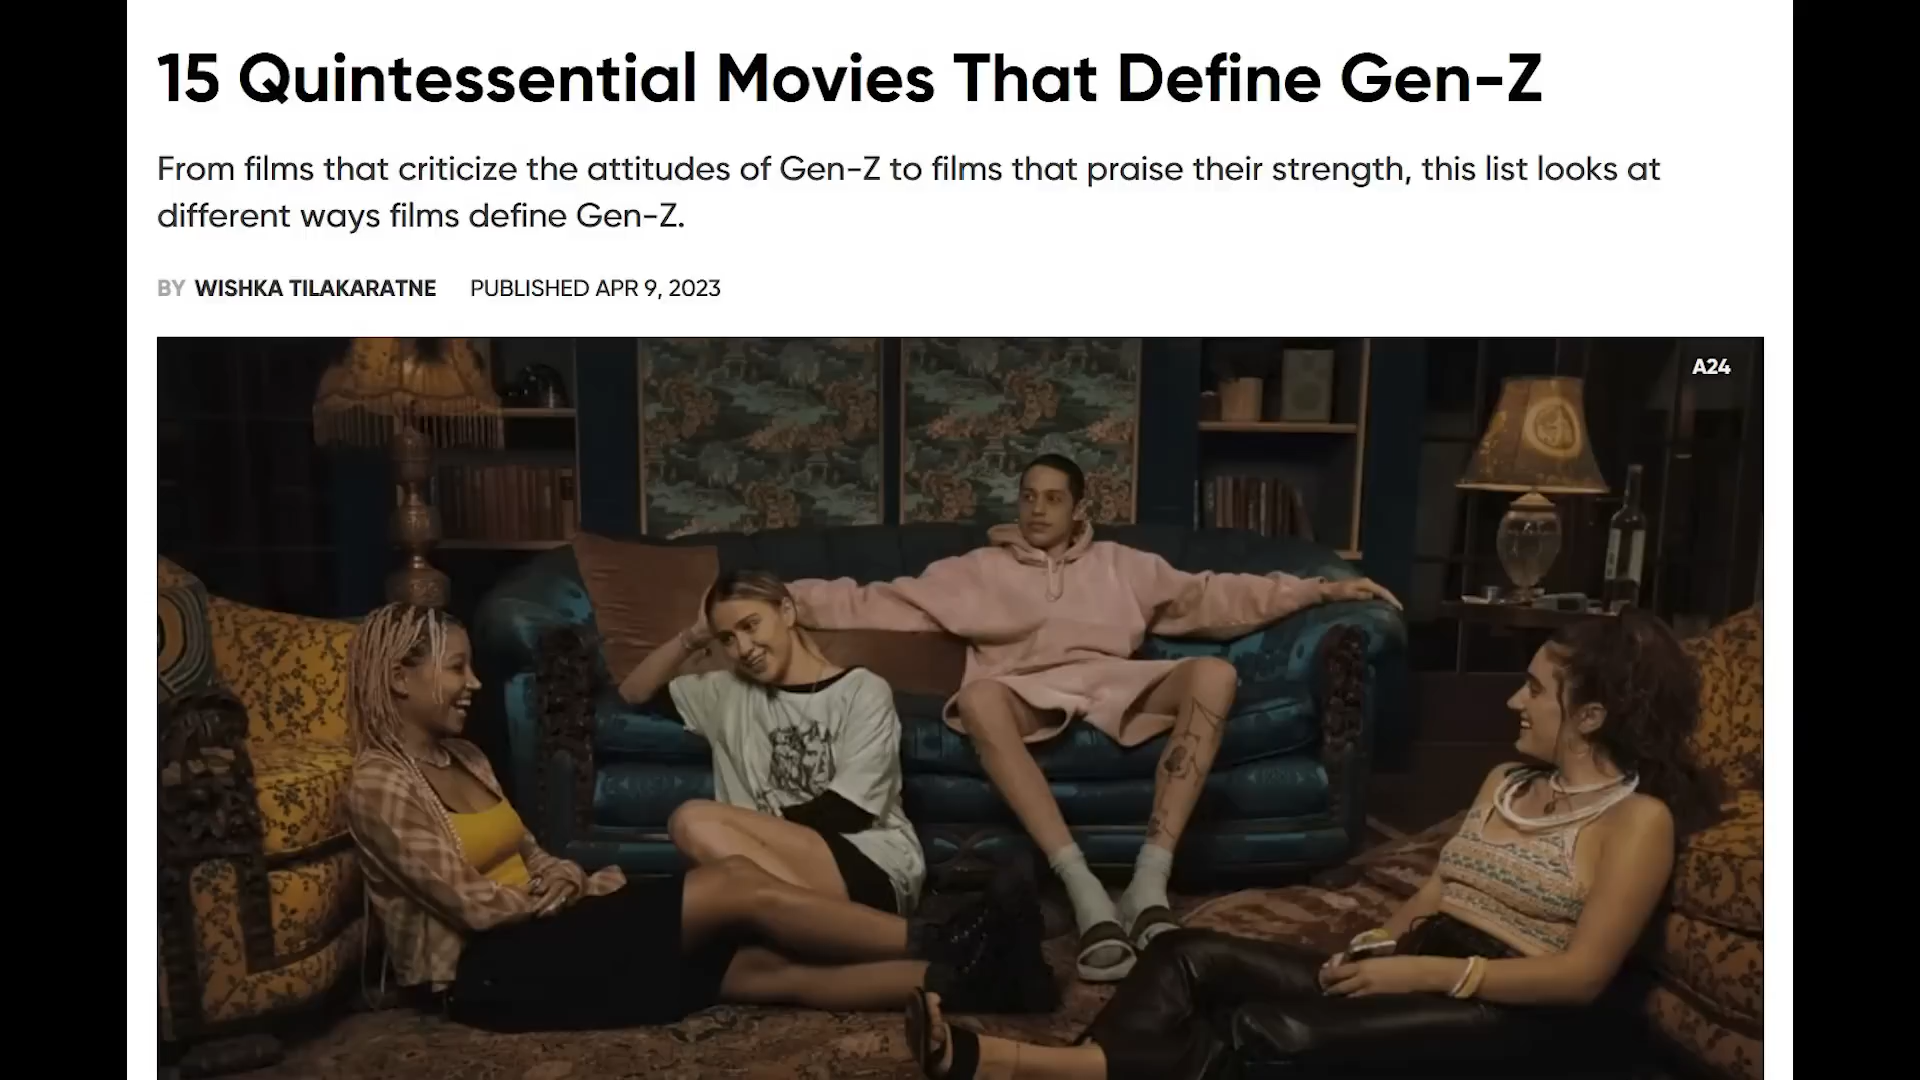 15 Quintessential Movies That Define Gen-Z
From films that criticize the attitudes of Gen-Z to films that praise their strength, this list looks at
different ways films define Gen-Z.
BY WISHKA TILAKARATNE PUBLISHED APR 9, 2023
A24